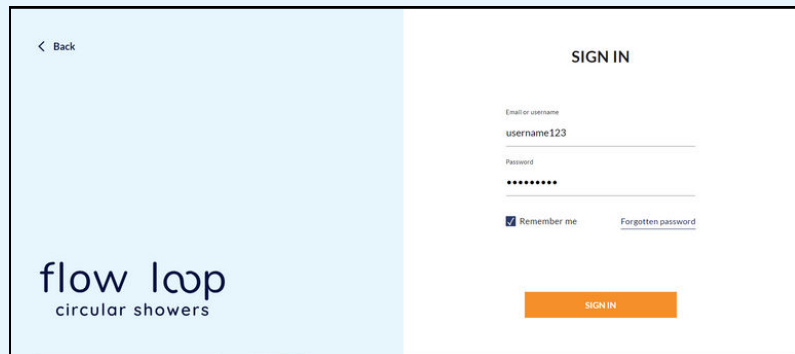 Back
SIGN IN
Email or username
username123
Password
•••••••••
Remember me
Forgotten password
flow loop
circular showers
SIGN IN